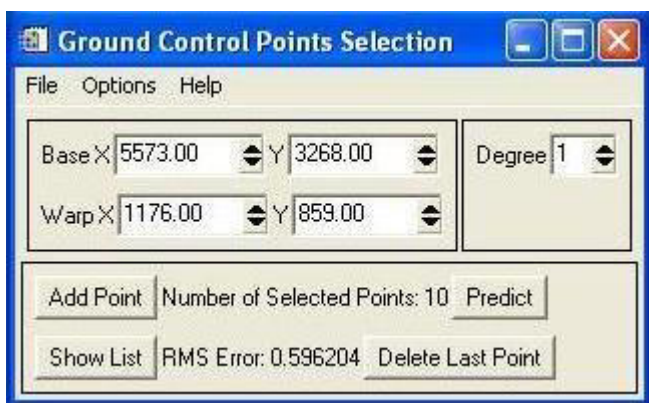 Ground Control Points Selection
File Options Help
Base X 5573.00 Y 3268.00 Degree 1
Warp X 1176.00 Y 859.00
Add Point Number of Selected Points: 10 Predict
Show List RMS Error: 0.596204 Delete Last Point